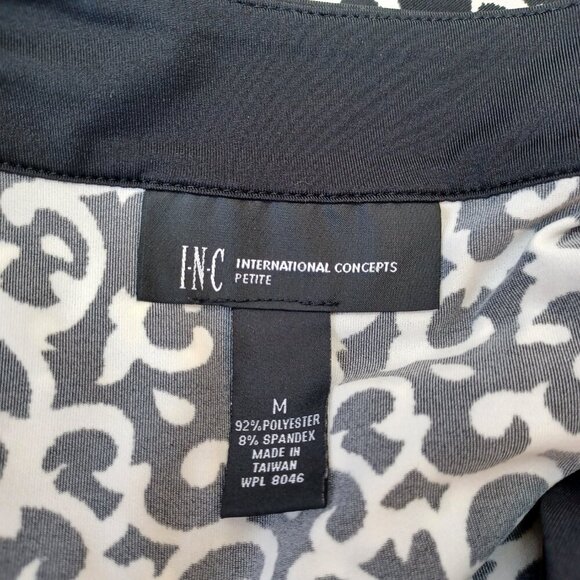 I·N·C INTERNATIONAL CONCEPTS
PETITE
M
92% POLYESTER
8% SPANDEX
MADE IN
TAIWAN
WPL 8046